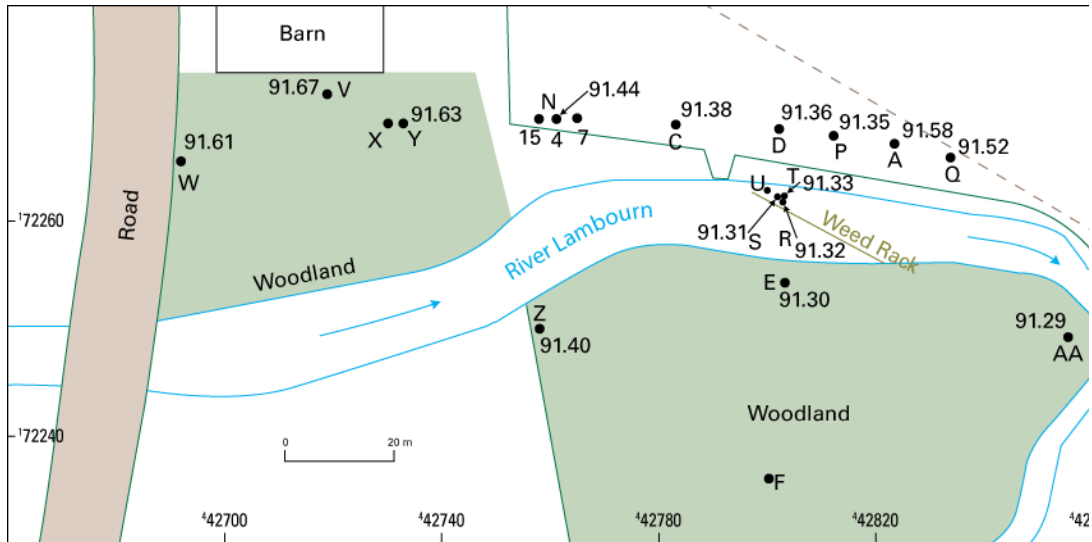 Barn
91.67
V
91.63
X
Y
91.61
W
N
91.44
15
4
7
91.38
C
91.36
D
91.35
P
91.58
A
91.52
Q
U
T
91.33
91.31
S
R
91.32
Weed Rack
River Lambourn
Road
¹72260
Woodland
E
91.30
Z
91.40
91.29
AA
Woodland
¹72240
0
20 m
F
⁴42700
⁴42740
⁴42780
⁴42820